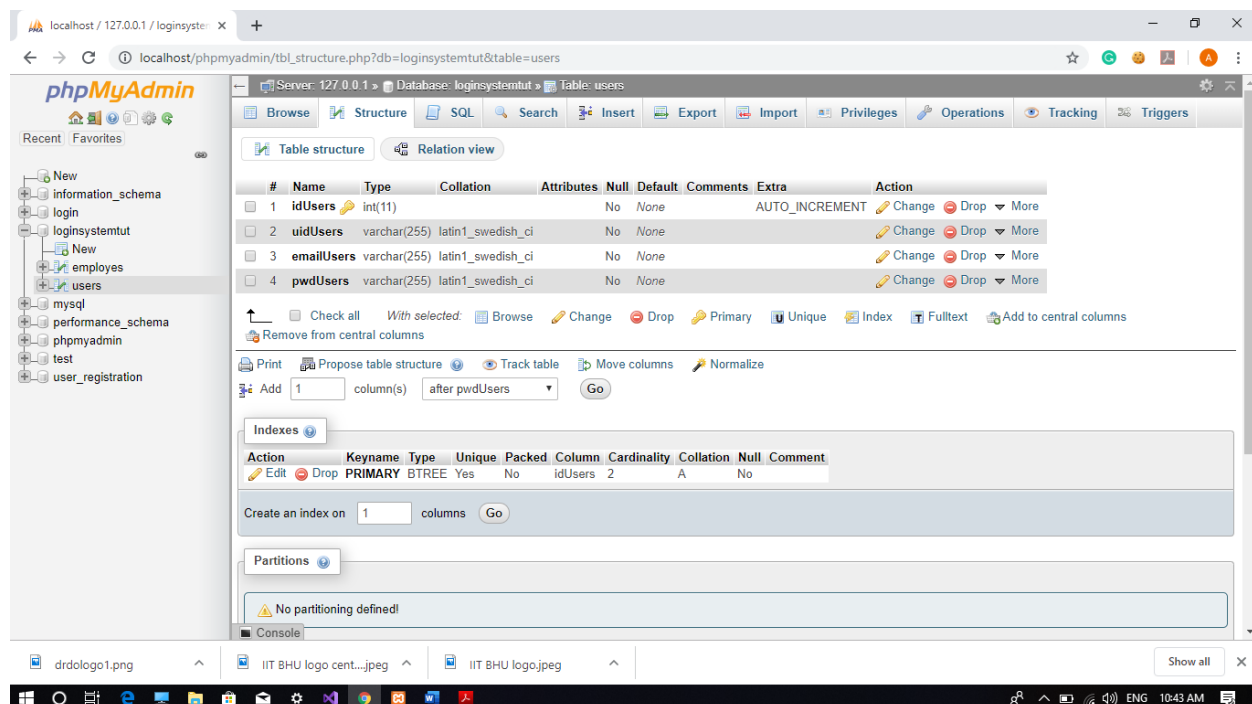 localhost / 127.0.0.1 / loginsyster
localhost/phpmyadmin/tbl_structure.php?db=loginsystemtut&table=users
A
phpMyAdmin
Recent Favorites
New
information_schema
login
loginsystemtut
New
employes
users
mysql
performance_schema
phpmyadmin
test
user_registration
Server: 127.0.0.1 » Database: loginsystemtut » Table: users
Browse Structure SQL Search Insert Export Import Privileges Operations Tracking Triggers
Table structure Relation view
# Name Type Collation Attributes Null Default Comments Extra Action
1 idUsers int(11) No None AUTO_INCREMENT Change Drop More
2 uidUsers varchar(255) latin1_swedish_ci No None Change Drop More
3 emailUsers varchar(255) latin1_swedish_ci No None Change Drop More
4 pwdUsers varchar(255) latin1_swedish_ci No None Change Drop More
Check all With selected: Browse Change Drop Primary Unique Index Fulltext Add to central columns
Remove from central columns
Print Propose table structure Track table Move columns Normalize
Add 1 column(s) after pwdUsers Go
Indexes
Action Keyname Type Unique Packed Column Cardinality Collation Null Comment
Edit Drop PRIMARY BTREE Yes No idUsers 2 A No
Create an index on 1 columns Go
Partitions
No partitioning defined!
Console
drdologo1.png IIT BHU logo cent....jpeg IIT BHU logo.jpeg Show all
ENG 10:43 AM